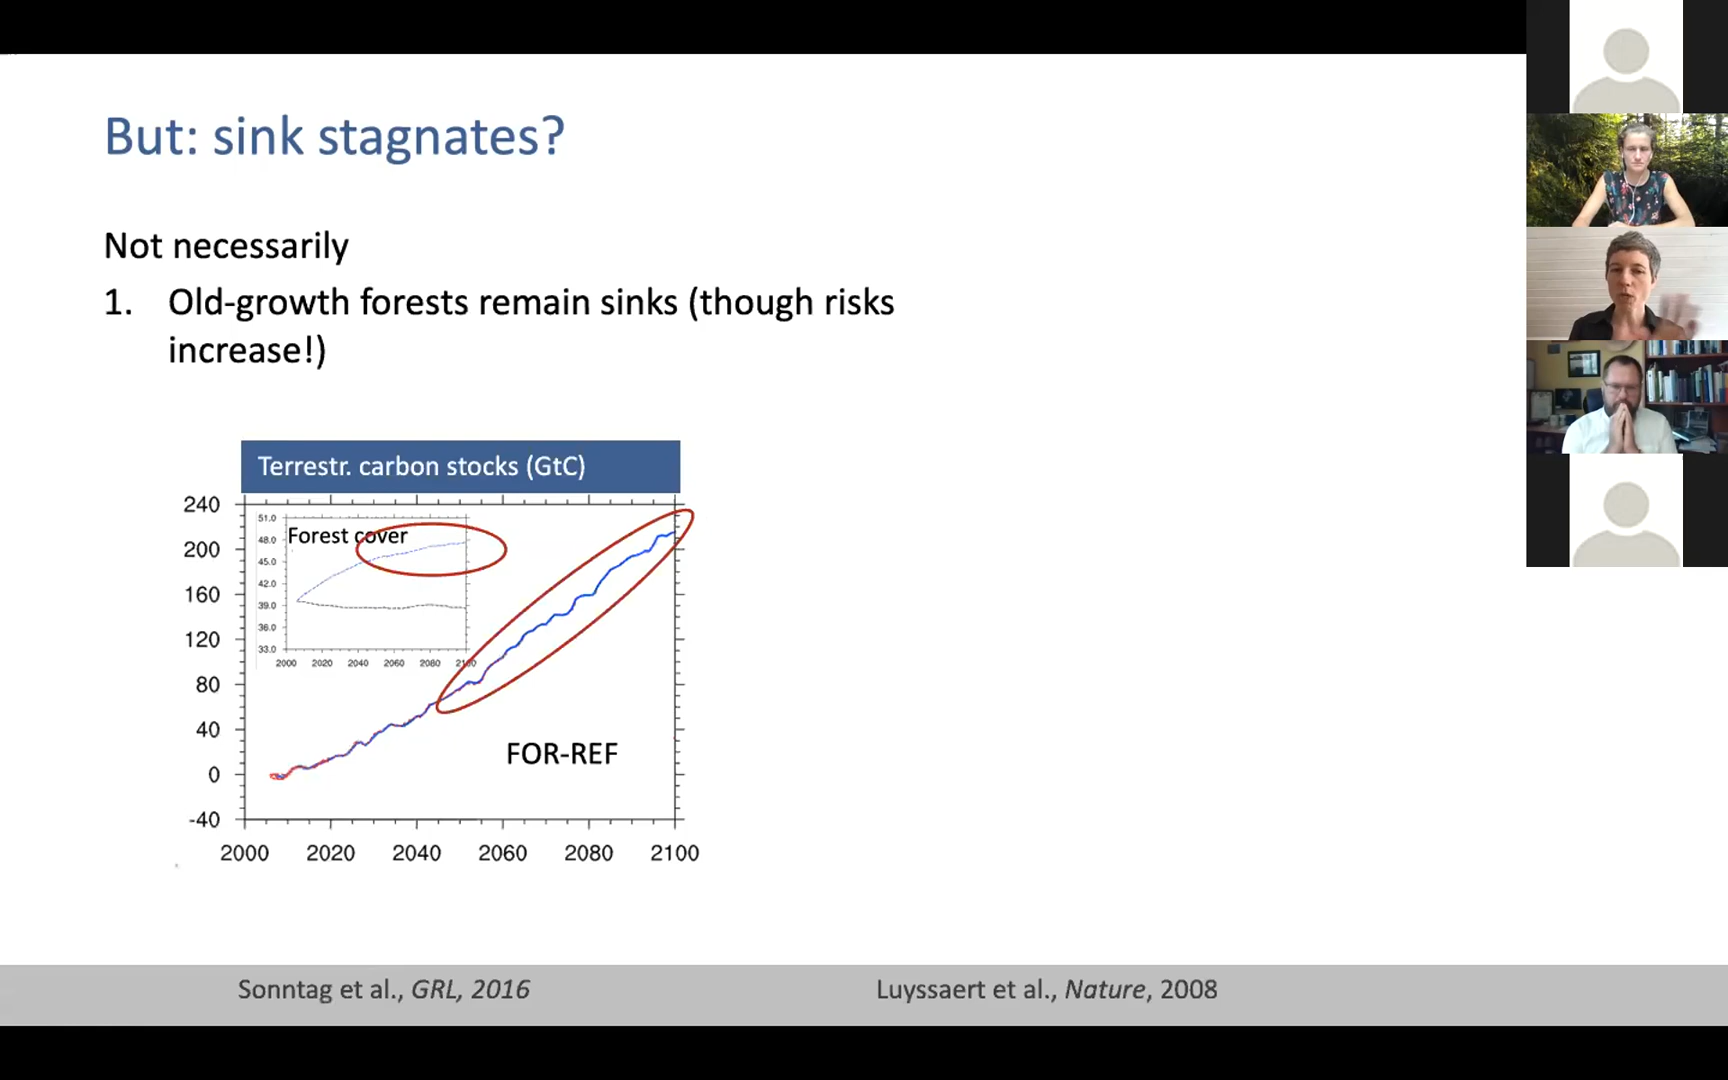 But: sink stagnates?
Not necessarily
1. Old-growth forests remain sinks (though risks
increase!)
Terrestr. carbon stocks (GtC)
240
200
160
120
80
40
0
-40
2000 2020 2040 2060 2080 2100
Forest cover
51.0
48.0
45.0
42.0
39.0
36.0
33.0
2000 2020 2040 2060 2080 2100
FOR-REF
Sonntag et al., GRL, 2016
Luyssaert et al., Nature, 2008